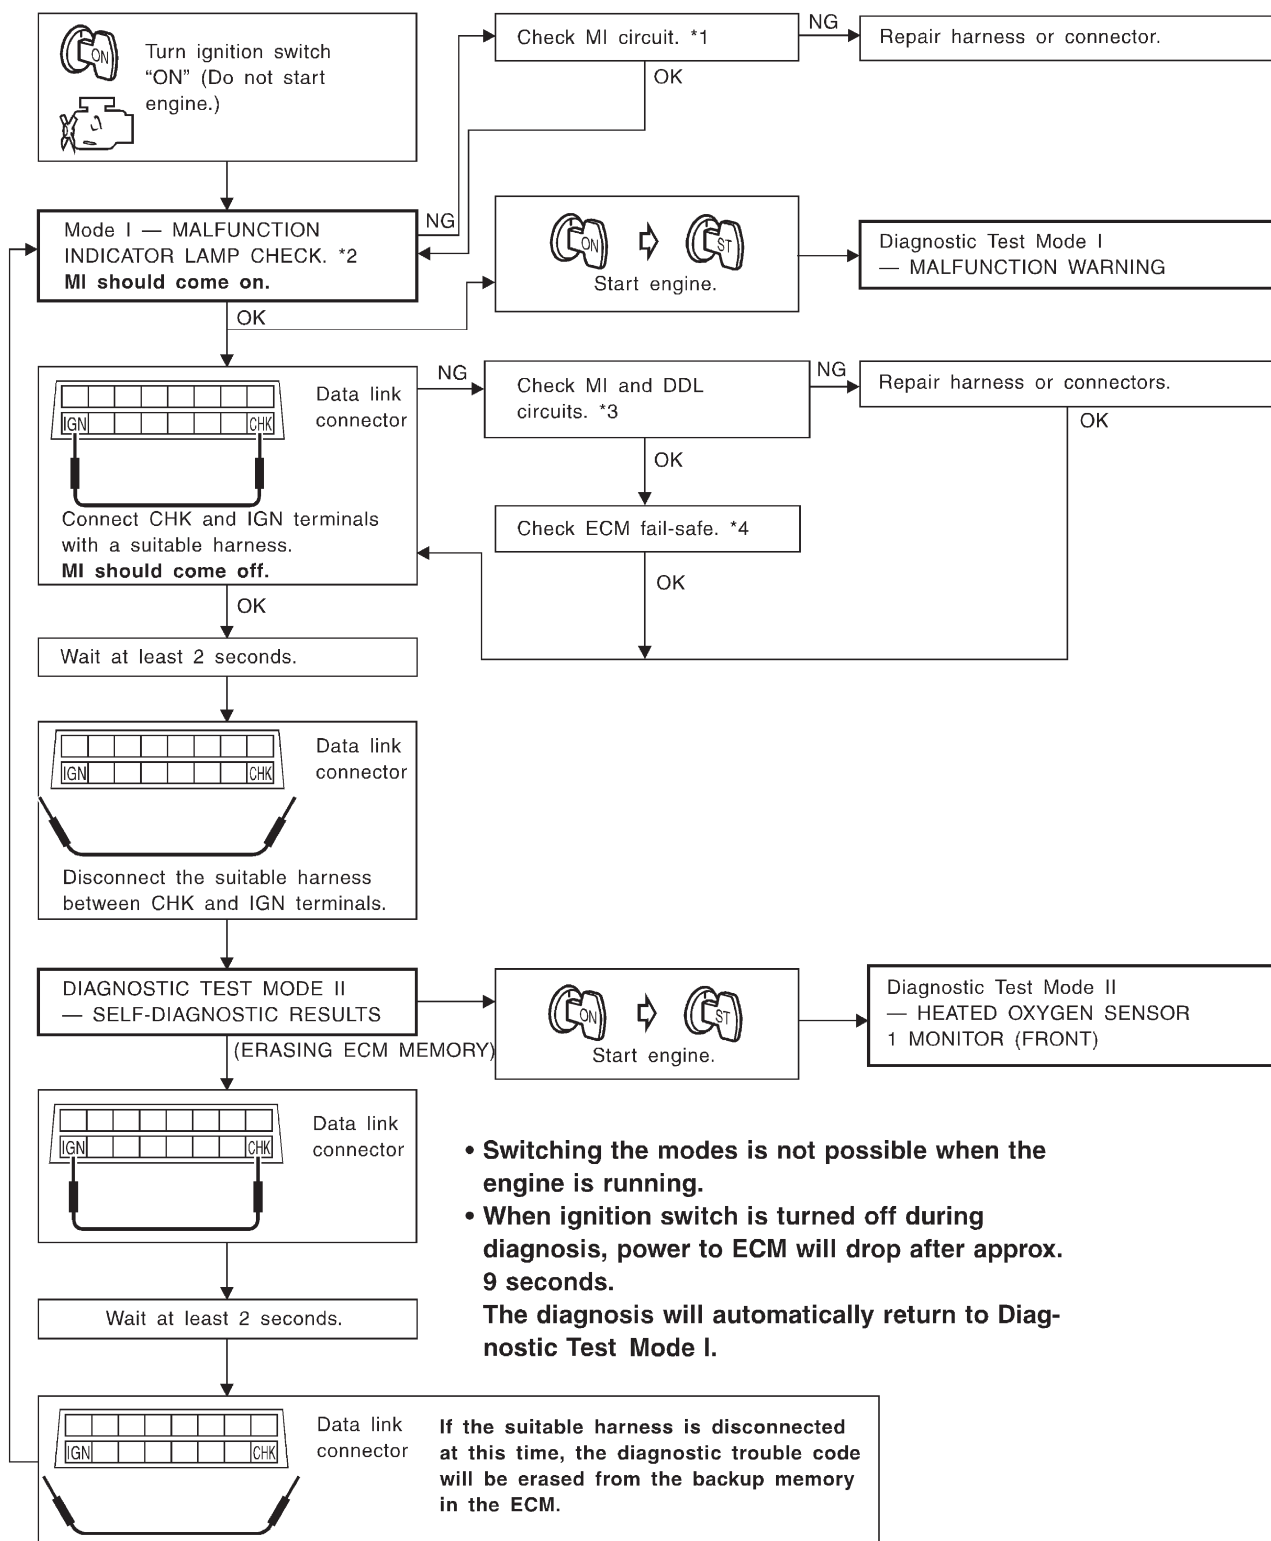 ON
Turn ignition switch
“ON” (Do not start
engine.)
Check MI circuit. *1
NG
Repair harness or connector.
OK
Mode I — MALFUNCTION
INDICATOR LAMP CHECK. *2
MI should come on.
NG
OK
ON
ST
Start engine.
Diagnostic Test Mode I
— MALFUNCTION WARNING
IGN
CHK
Data link
connector
Connect CHK and IGN terminals
with a suitable harness.
MI should come off.
NG
Check MI and DDL
circuits. *3
NG
Repair harness or connectors.
OK
OK
Check ECM fail-safe. *4
OK
OK
Wait at least 2 seconds.
IGN
CHK
Data link
connector
Disconnect the suitable harness
between CHK and IGN terminals.
DIAGNOSTIC TEST MODE II
— SELF-DIAGNOSTIC RESULTS
ON
ST
Start engine.
Diagnostic Test Mode II
— HEATED OXYGEN SENSOR
1 MONITOR (FRONT)
(ERASING ECM MEMORY)
IGN
CHK
Data link
connector
• Switching the modes is not possible when the
engine is running.
• When ignition switch is turned off during
diagnosis, power to ECM will drop after approx.
9 seconds.
The diagnosis will automatically return to Diag-
nostic Test Mode I.
Wait at least 2 seconds.
IGN
CHK
Data link
connector
If the suitable harness is disconnected
at this time, the diagnostic trouble code
will be erased from the backup memory
in the ECM.